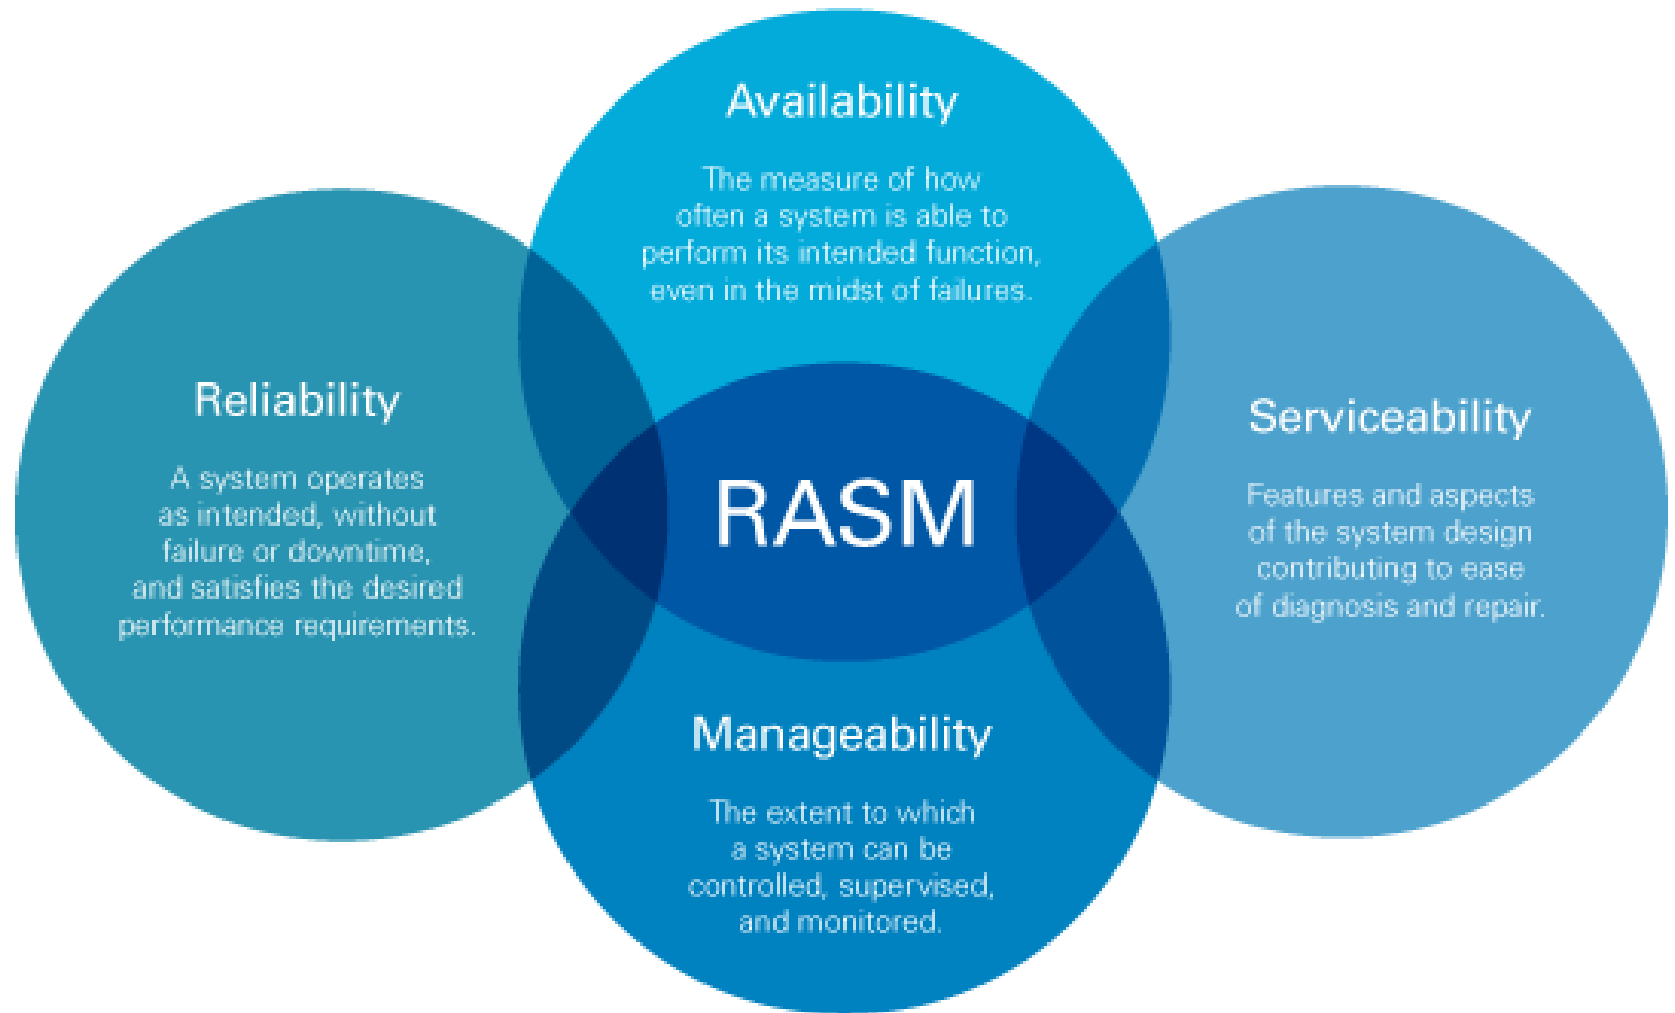 Availability
The measure of how
often a system is able to
perform its intended function,
even in the midst of failures.
Reliability
A system operates
as intended, without
failure or downtime,
and satisfies the desired
performance requirements.
RASM
Serviceability
Features and aspects
of the system design
contributing to ease
of diagnosis and repair.
Manageability
The extent to which
a system can be
controlled, supervised,
and monitored.